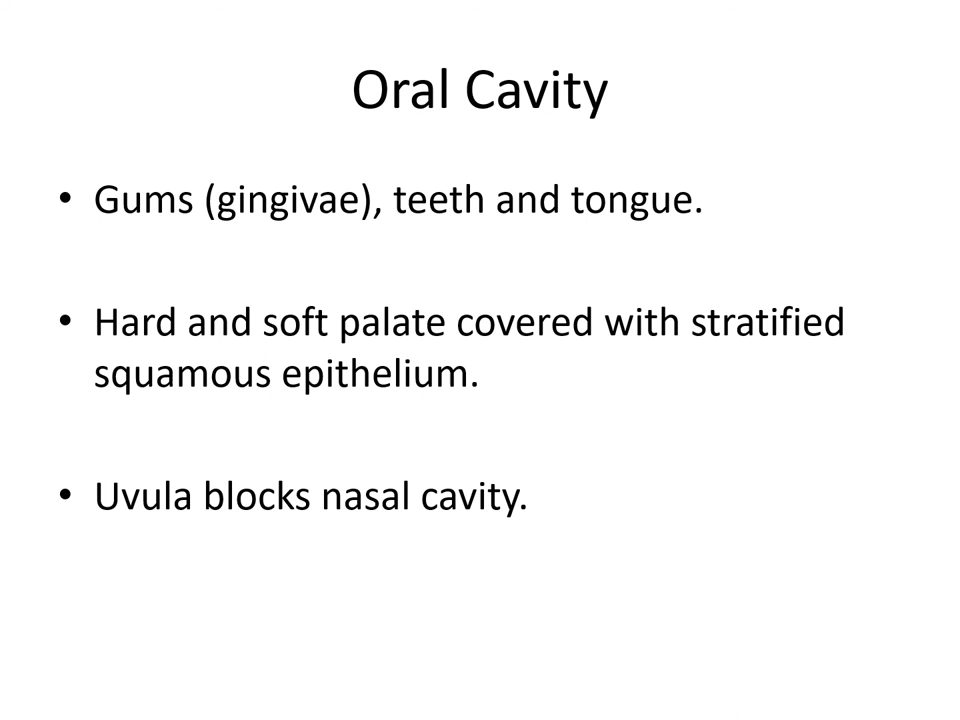 Oral Cavity
• Gums (gingivae), teeth and tongue.
• Hard and soft palate covered with stratified
squamous epithelium.
• Uvula blocks nasal cavity.